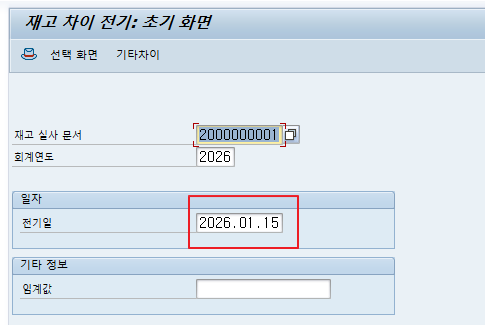 재고 차이 전기: 초기 화면
선택 화면 기타차이
재고 실사 문서 2000000001
회계연도 2026
일자
전기일 2026.01.15
기타 정보
임계값